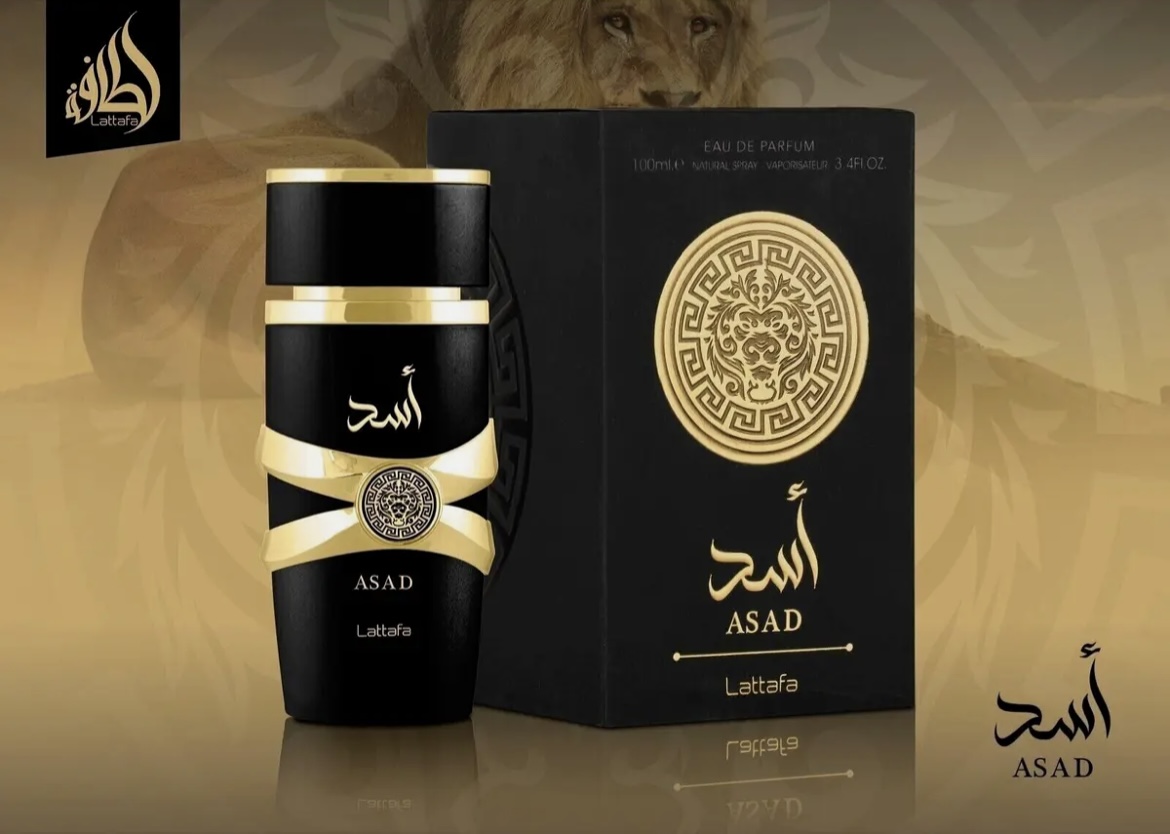 لطافة
Lattafa
EAU DE PARFUM
100ml.e NATURAL SPRAY VAPORISATEUR 3.4FL.OZ.
أسد
ASAD
Lattafa
أسد
ASAD
Lattafa
أسد
ASAD